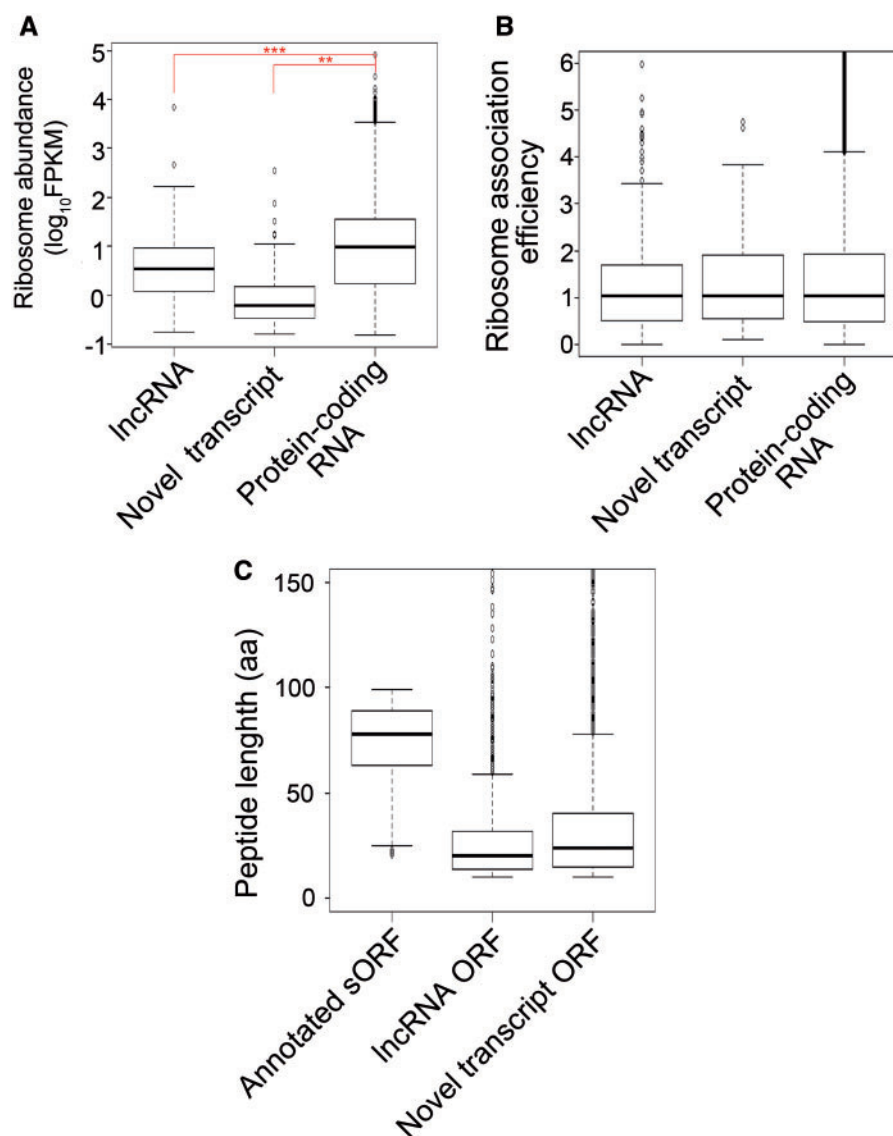 A
Ribosome abundance
(log10FPKM)
5
4
3
2
1
0
-1
***
**
lncRNA
Novel transcript
Protein-coding
RNA
B
Ribosome association
efficiency
6
5
4
3
2
1
0
lncRNA
Novel transcript
Protein-coding
RNA
C
Peptide lenghth (aa)
150
100
50
0
Annotated sORF
lncRNA ORF
Novel transcript ORF